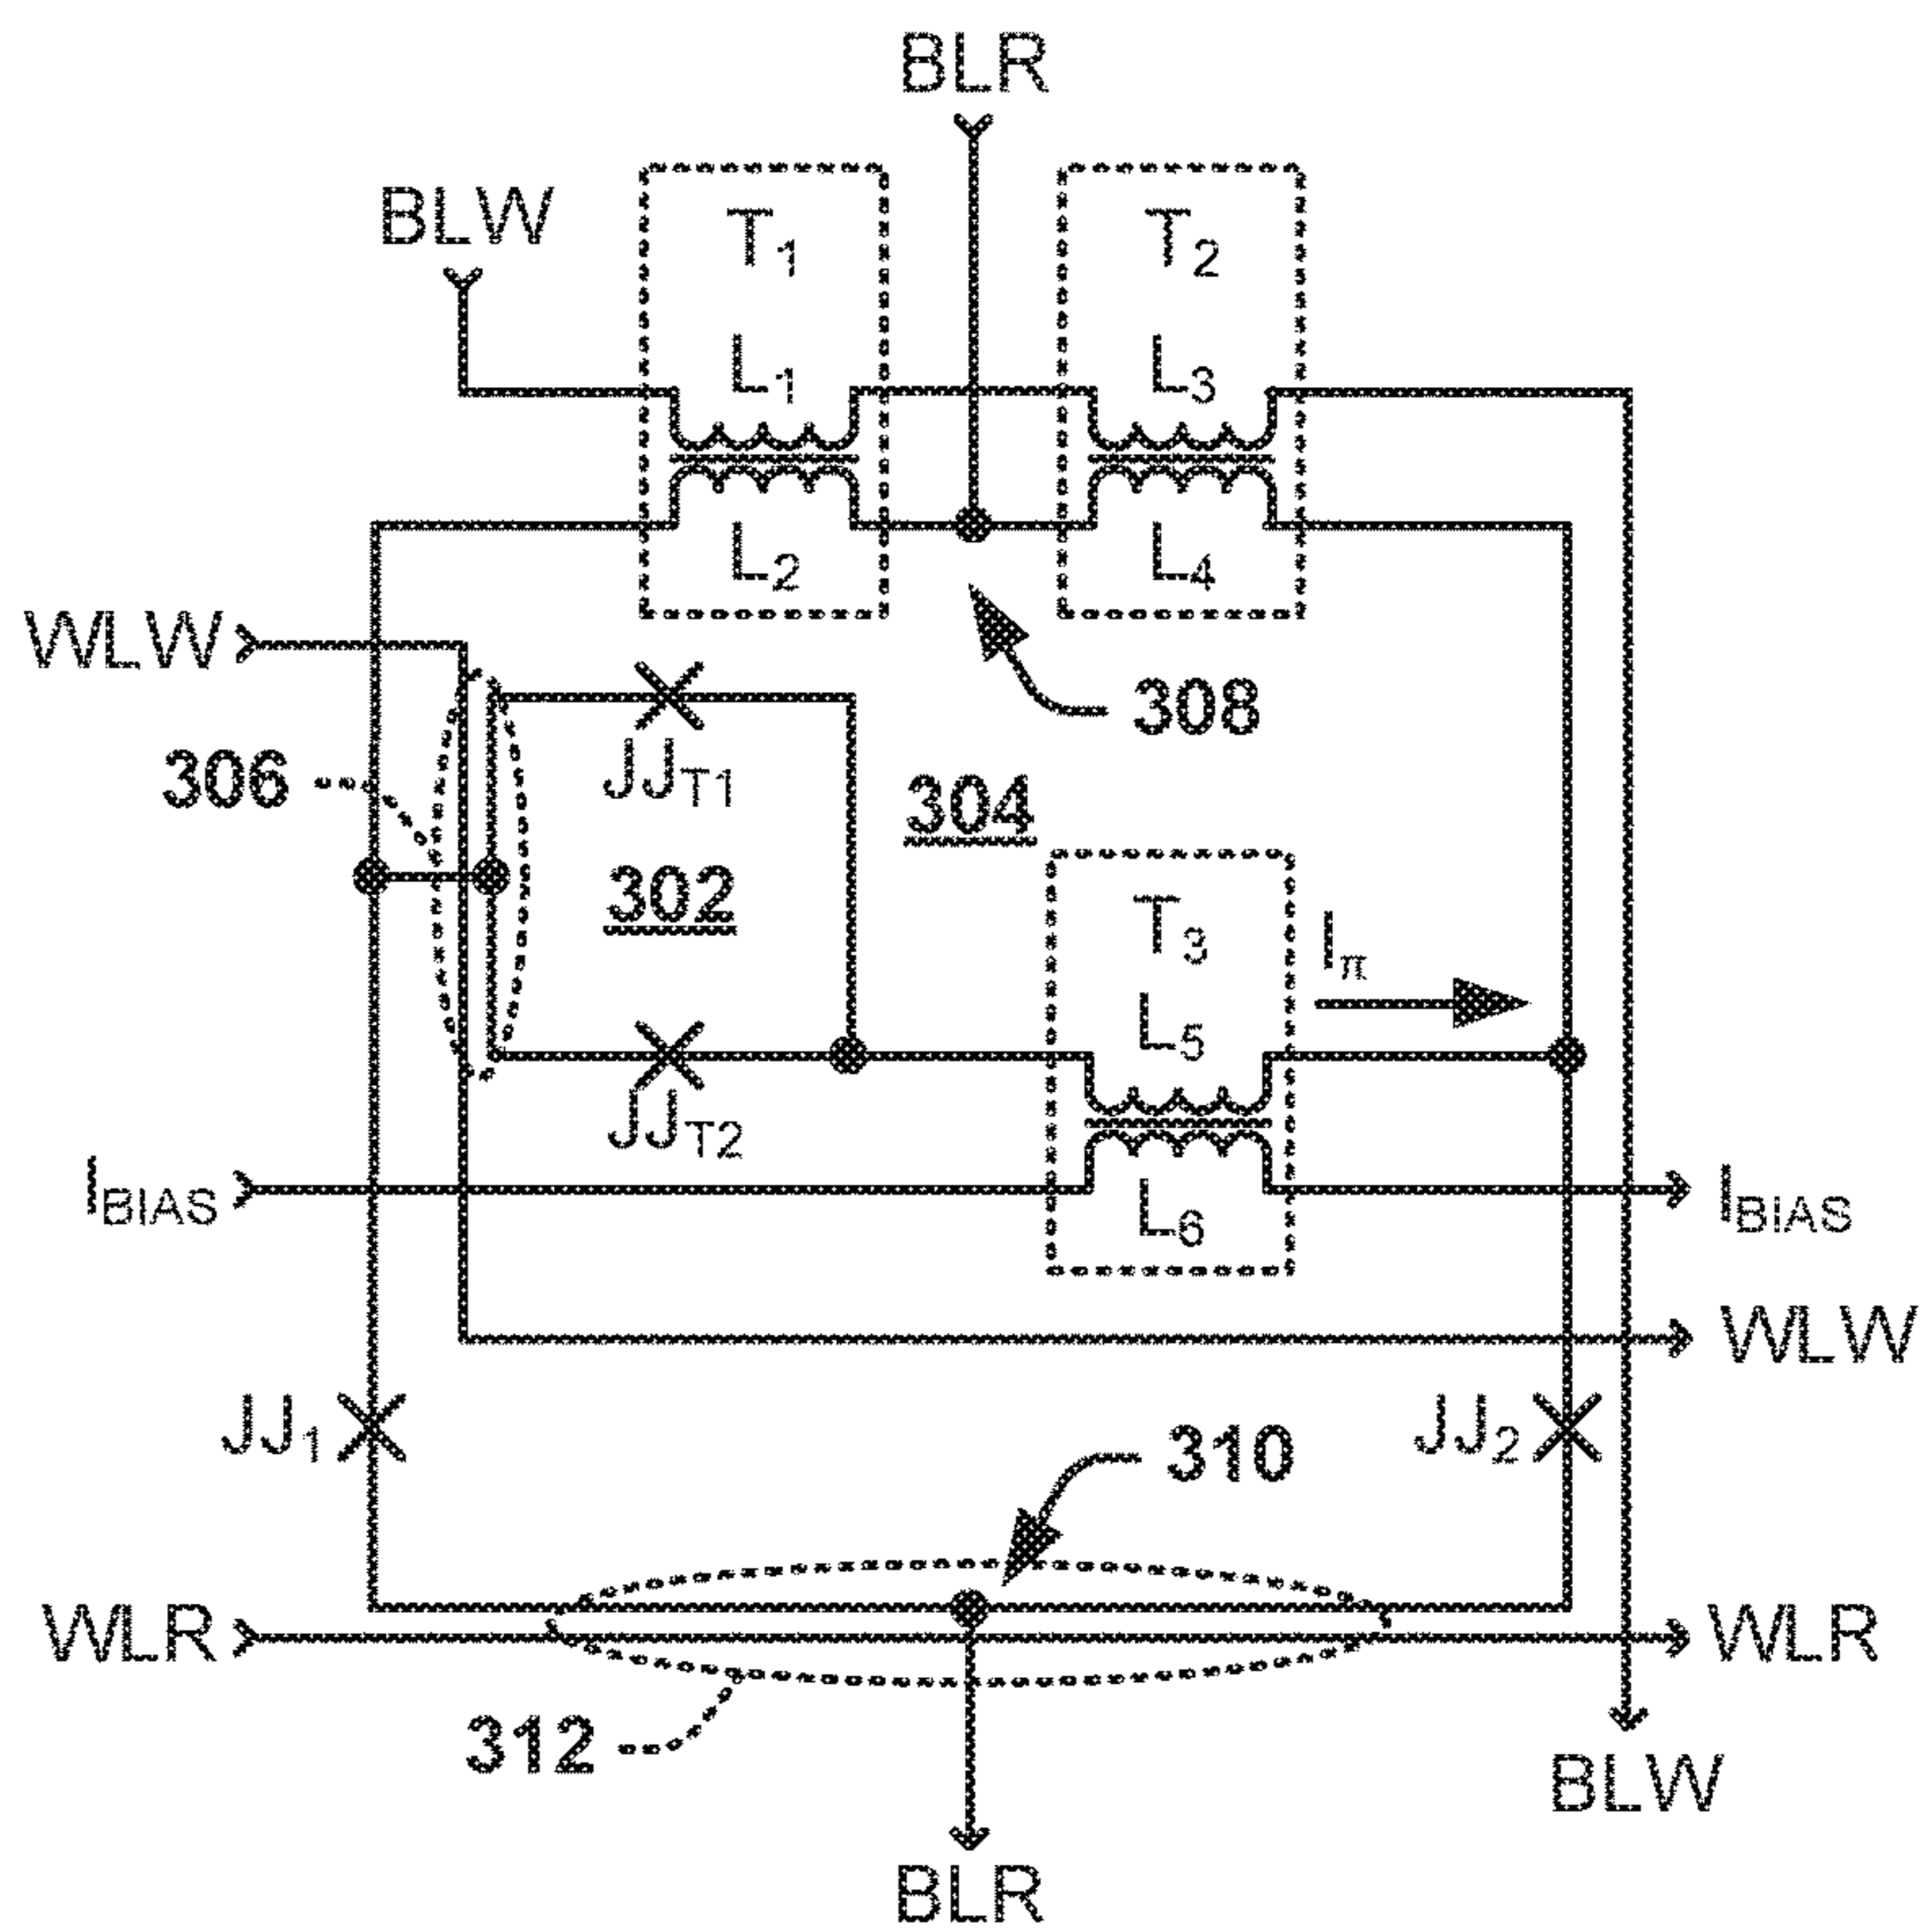 BLR
BLW
T1
T2
L1
L3
L2
L4
WLW
308
JJT1
306
304
302
T3
Iπ
L5
JJT2
IBIAS
IBIAS
L6
WLW
JJ1
310
JJ2
WLR
WLR
312
BLW
BLR